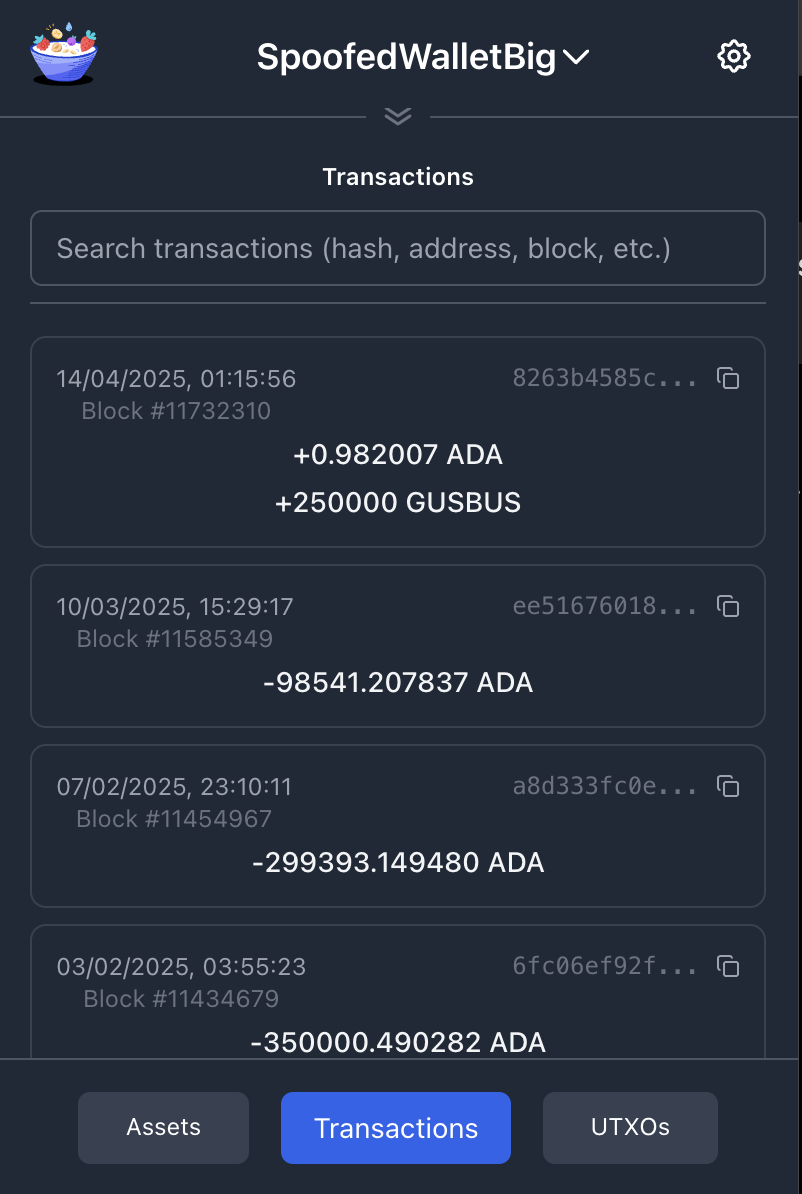 SpoofedWalletBig
Transactions
Search transactions (hash, address, block, etc.)
14/04/2025, 01:15:56 8263b4585c...
Block #11732310
+0.982007 ADA
+250000 GUSBUS
10/03/2025, 15:29:17 ee51676018...
Block #11585349
-98541.207837 ADA
07/02/2025, 23:10:11 a8d333fc0e...
Block #11454967
-299393.149480 ADA
03/02/2025, 03:55:23 6fc06ef92f...
Block #11434679
-350000.490282 ADA
Assets Transactions UTXOs